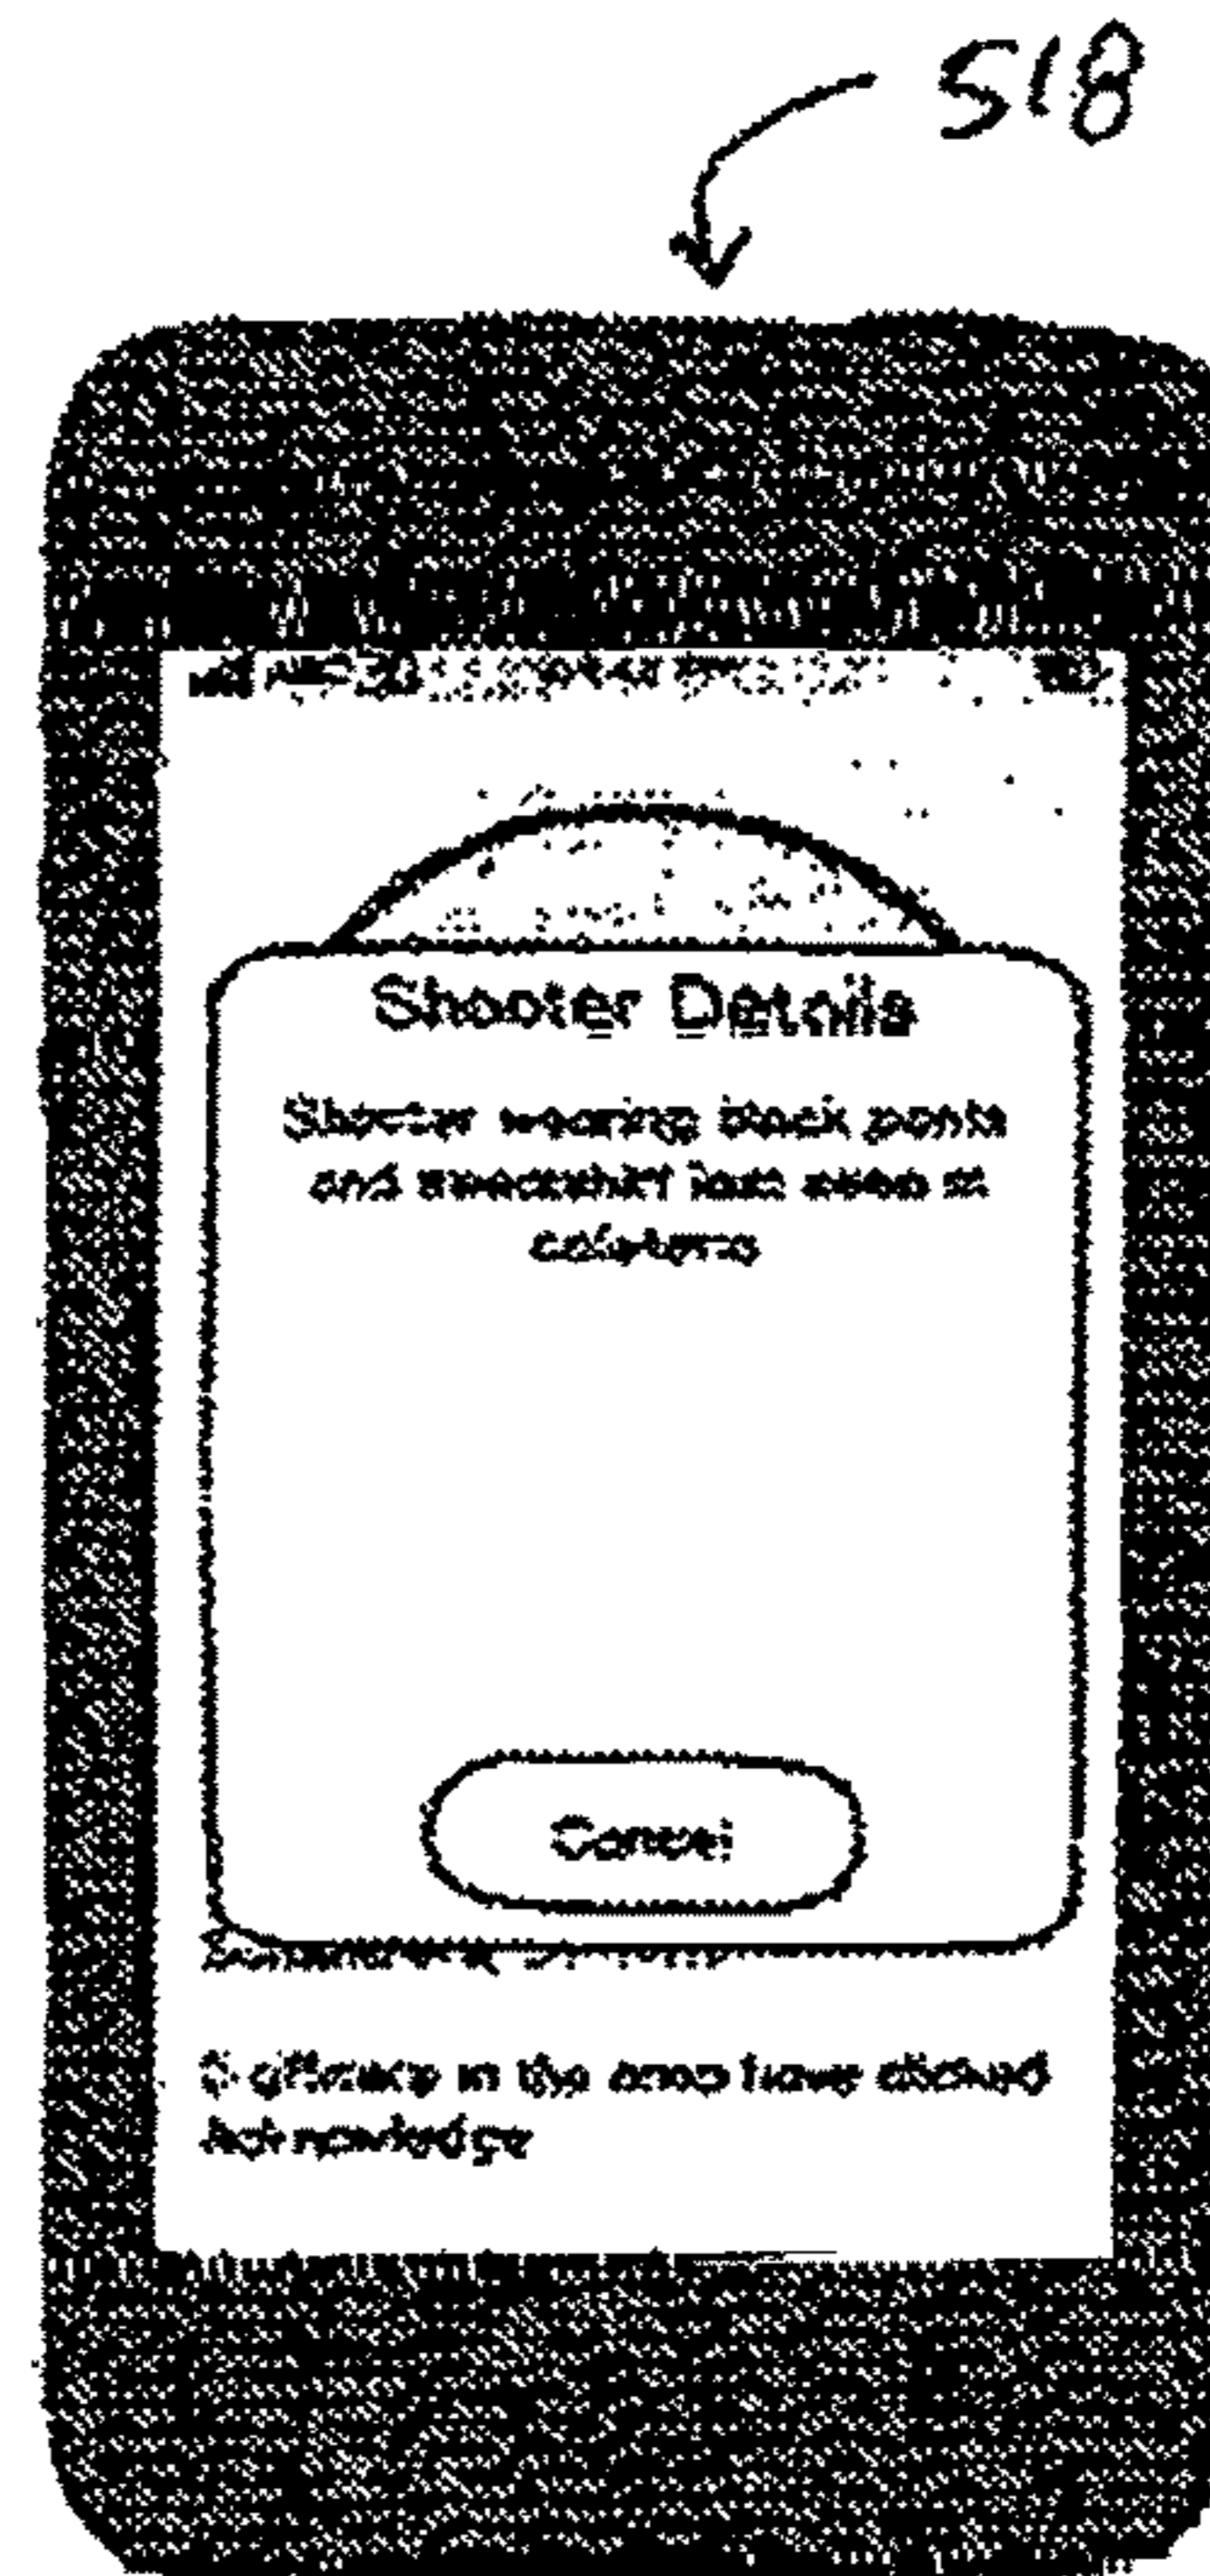 518
Shooter Details
Shooter wearing black pants
and sweatshirt last seen at
cafeteria
Cancel
officers in the area have clicked
Acknowledge